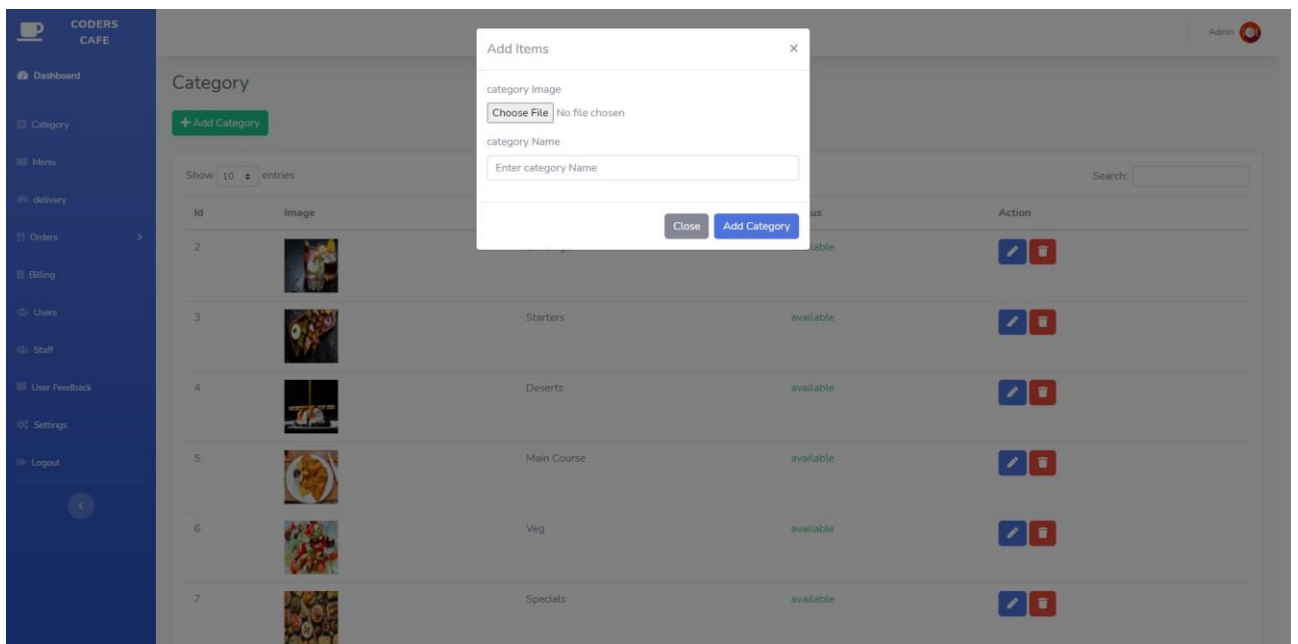 CODERS
CAFE
Admin
Dashboard
Category
Menu
delivery
Orders
Billing
Users
Staff
User Feedback
Settings
Logout
Category
+ Add Category
Show 10 entries
Search:
Id Image Action
2
3 Starters available
4 Deserts available
5 Main Course available
6 Veg available
7 Specials available
Add Items ×
category Image
Choose File No file chosen
category Name
Enter category Name
Close Add Category